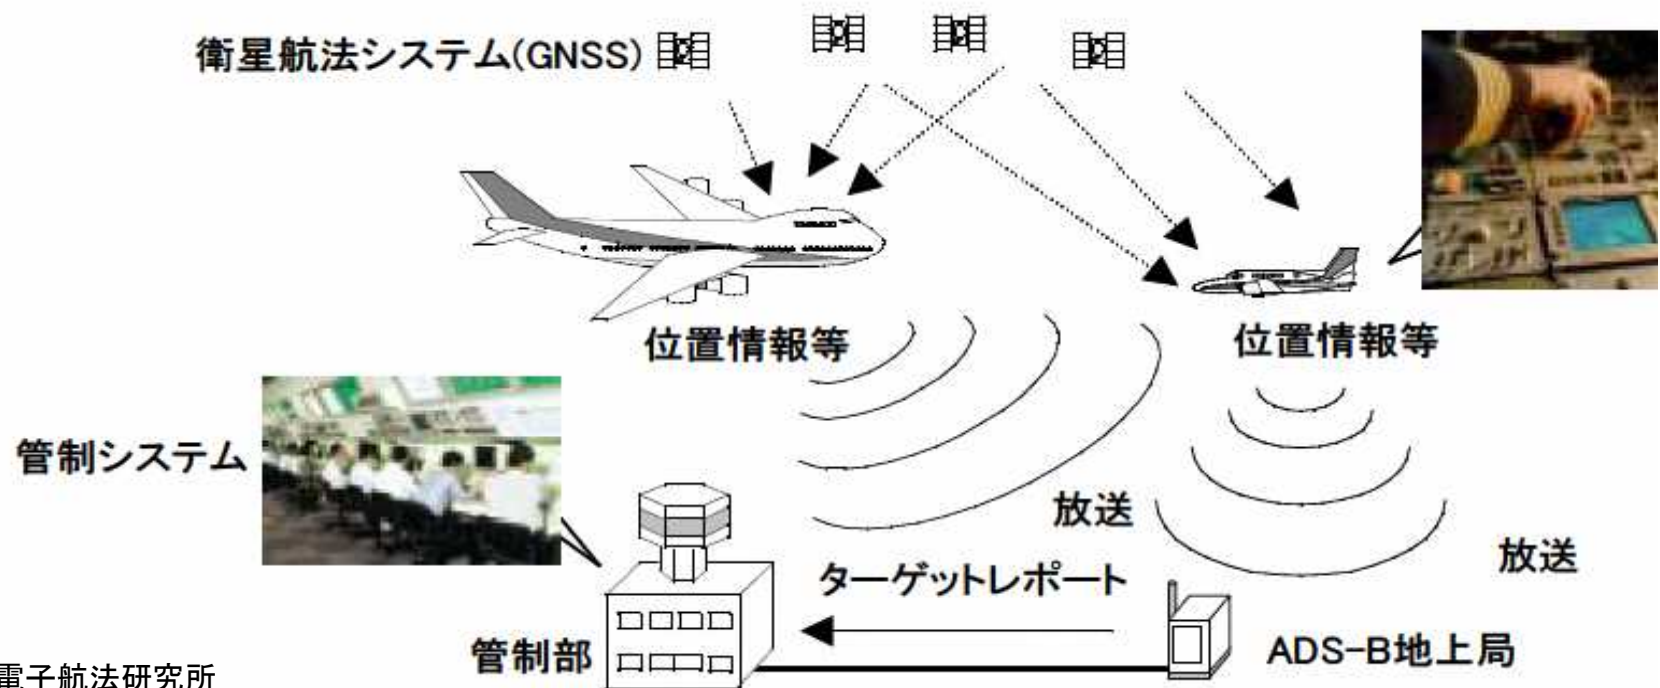 衛星航法システム(GNSS)
位置情報等
位置情報等
管制システム
放送
放送
ターゲットレポート
管制部
ADS-B地上局
電子航法研究所